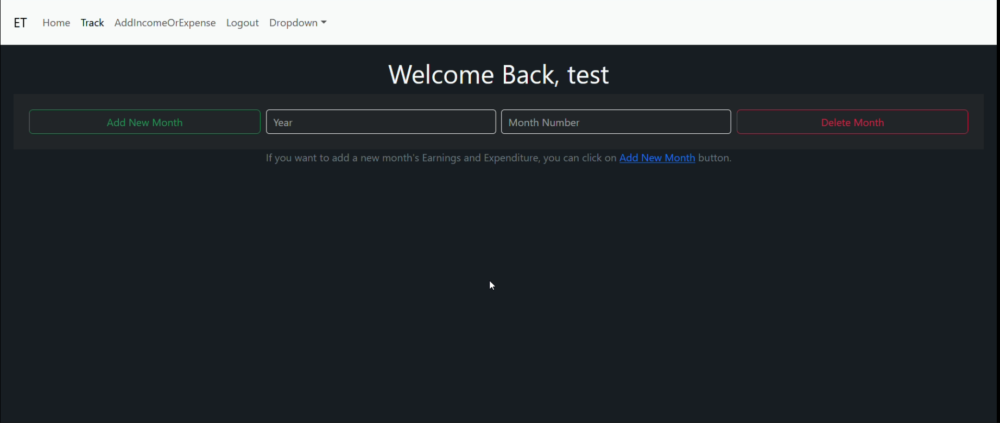 ET Home Track AddIncomeOrExpense Logout Dropdown
Welcome Back, test
Add New Month Year Month Number Delete Month
If you want to add a new month's Earnings and Expenditure, you can click on Add New Month button.